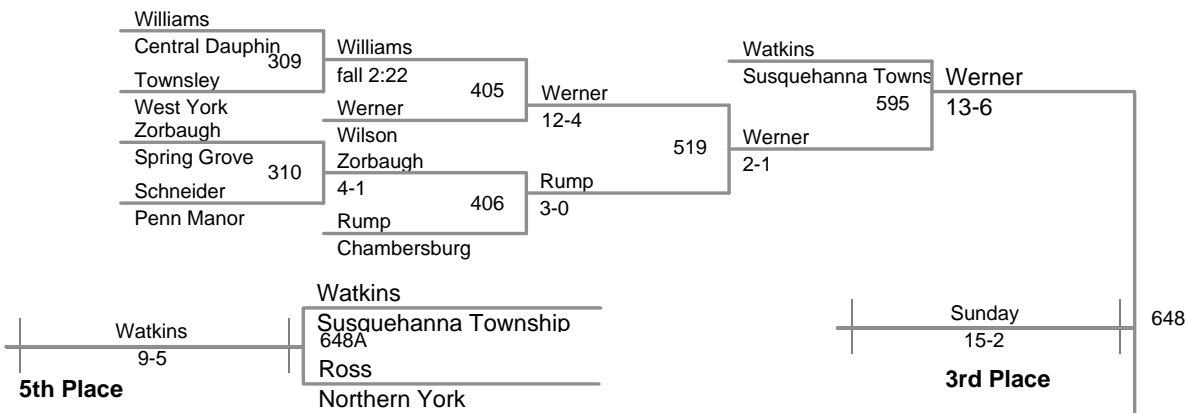 Williams
Central Dauphin
309
Townsley
West York
Zorbaugh
Spring Grove
310
Schneider
Penn Manor
Williams
fall 2:22
405
Werner
Wilson
Zorbaugh
4-1
406
Rump
Chambersburg
Werner
12-4
519
Rump
3-0
Watkins
Susquehanna Towns
595
Werner
2-1
Werner
13-6
Watkins
Susquehanna Township
648A
Ross
Northern York
Watkins
9-5
5th Place
Sunday
15-2
3rd Place
648